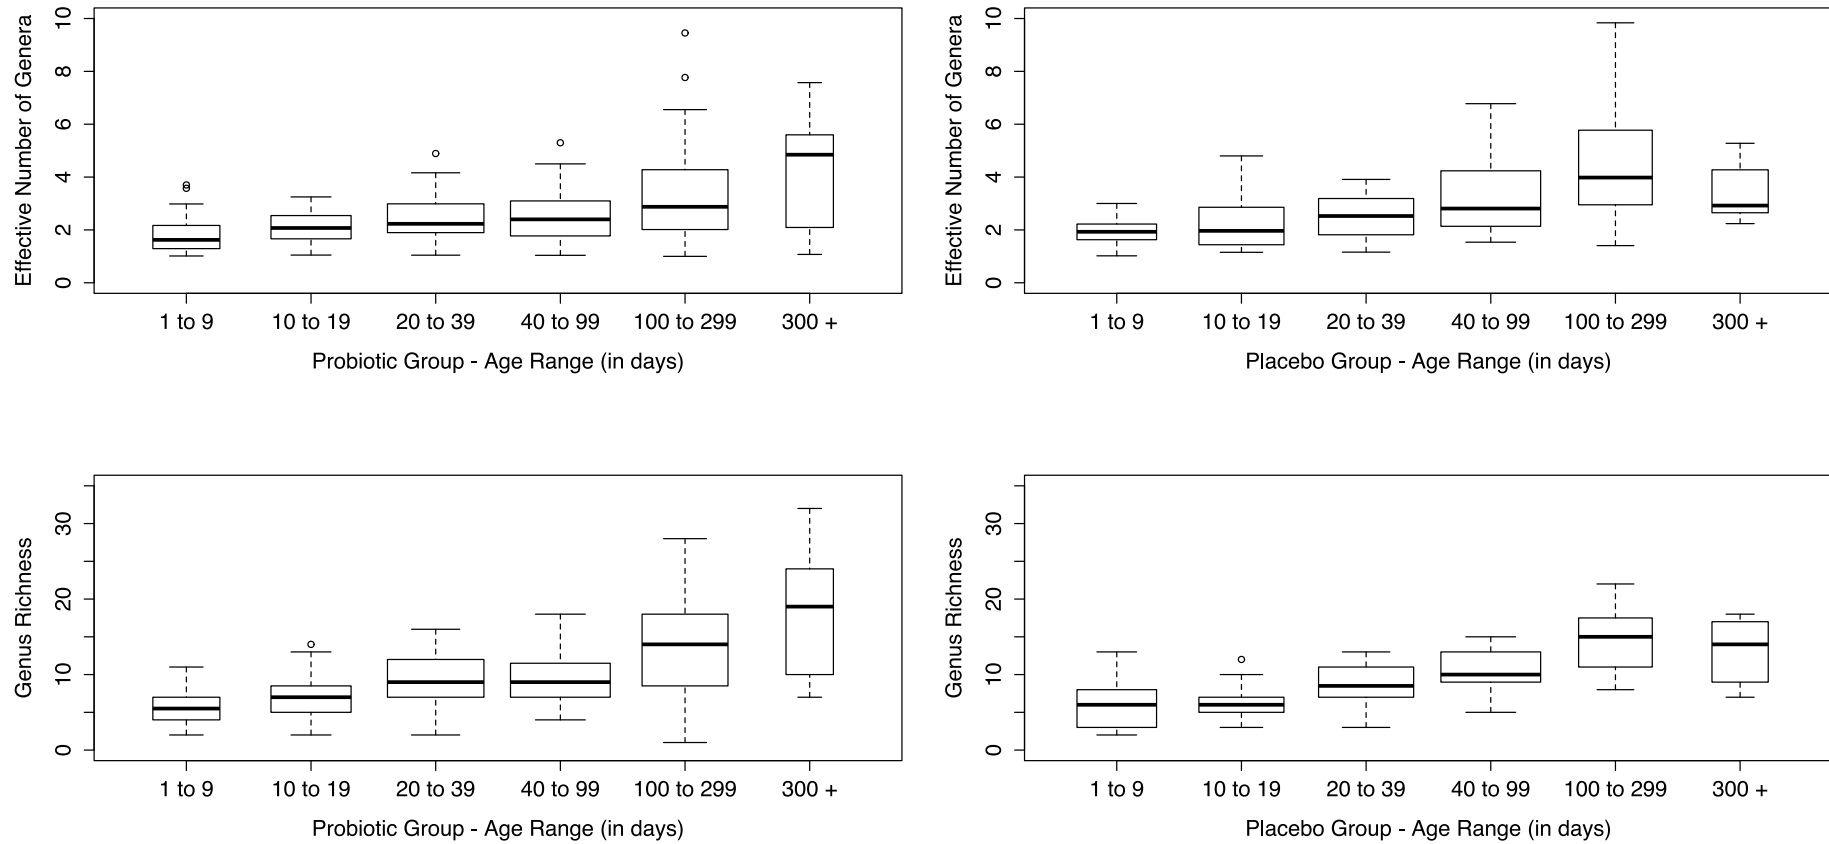 Effective Number of Genera
10
8
6
4
2
0
1 to 9 10 to 19 20 to 39 40 to 99 100 to 299 300 +
Probiotic Group - Age Range (in days)
Effective Number of Genera
10
8
6
4
2
0
1 to 9 10 to 19 20 to 39 40 to 99 100 to 299 300 +
Placebo Group - Age Range (in days)
Genus Richness
30
20
10
0
1 to 9 10 to 19 20 to 39 40 to 99 100 to 299 300 +
Probiotic Group - Age Range (in days)
Genus Richness
30
20
10
0
1 to 9 10 to 19 20 to 39 40 to 99 100 to 299 300 +
Placebo Group - Age Range (in days)